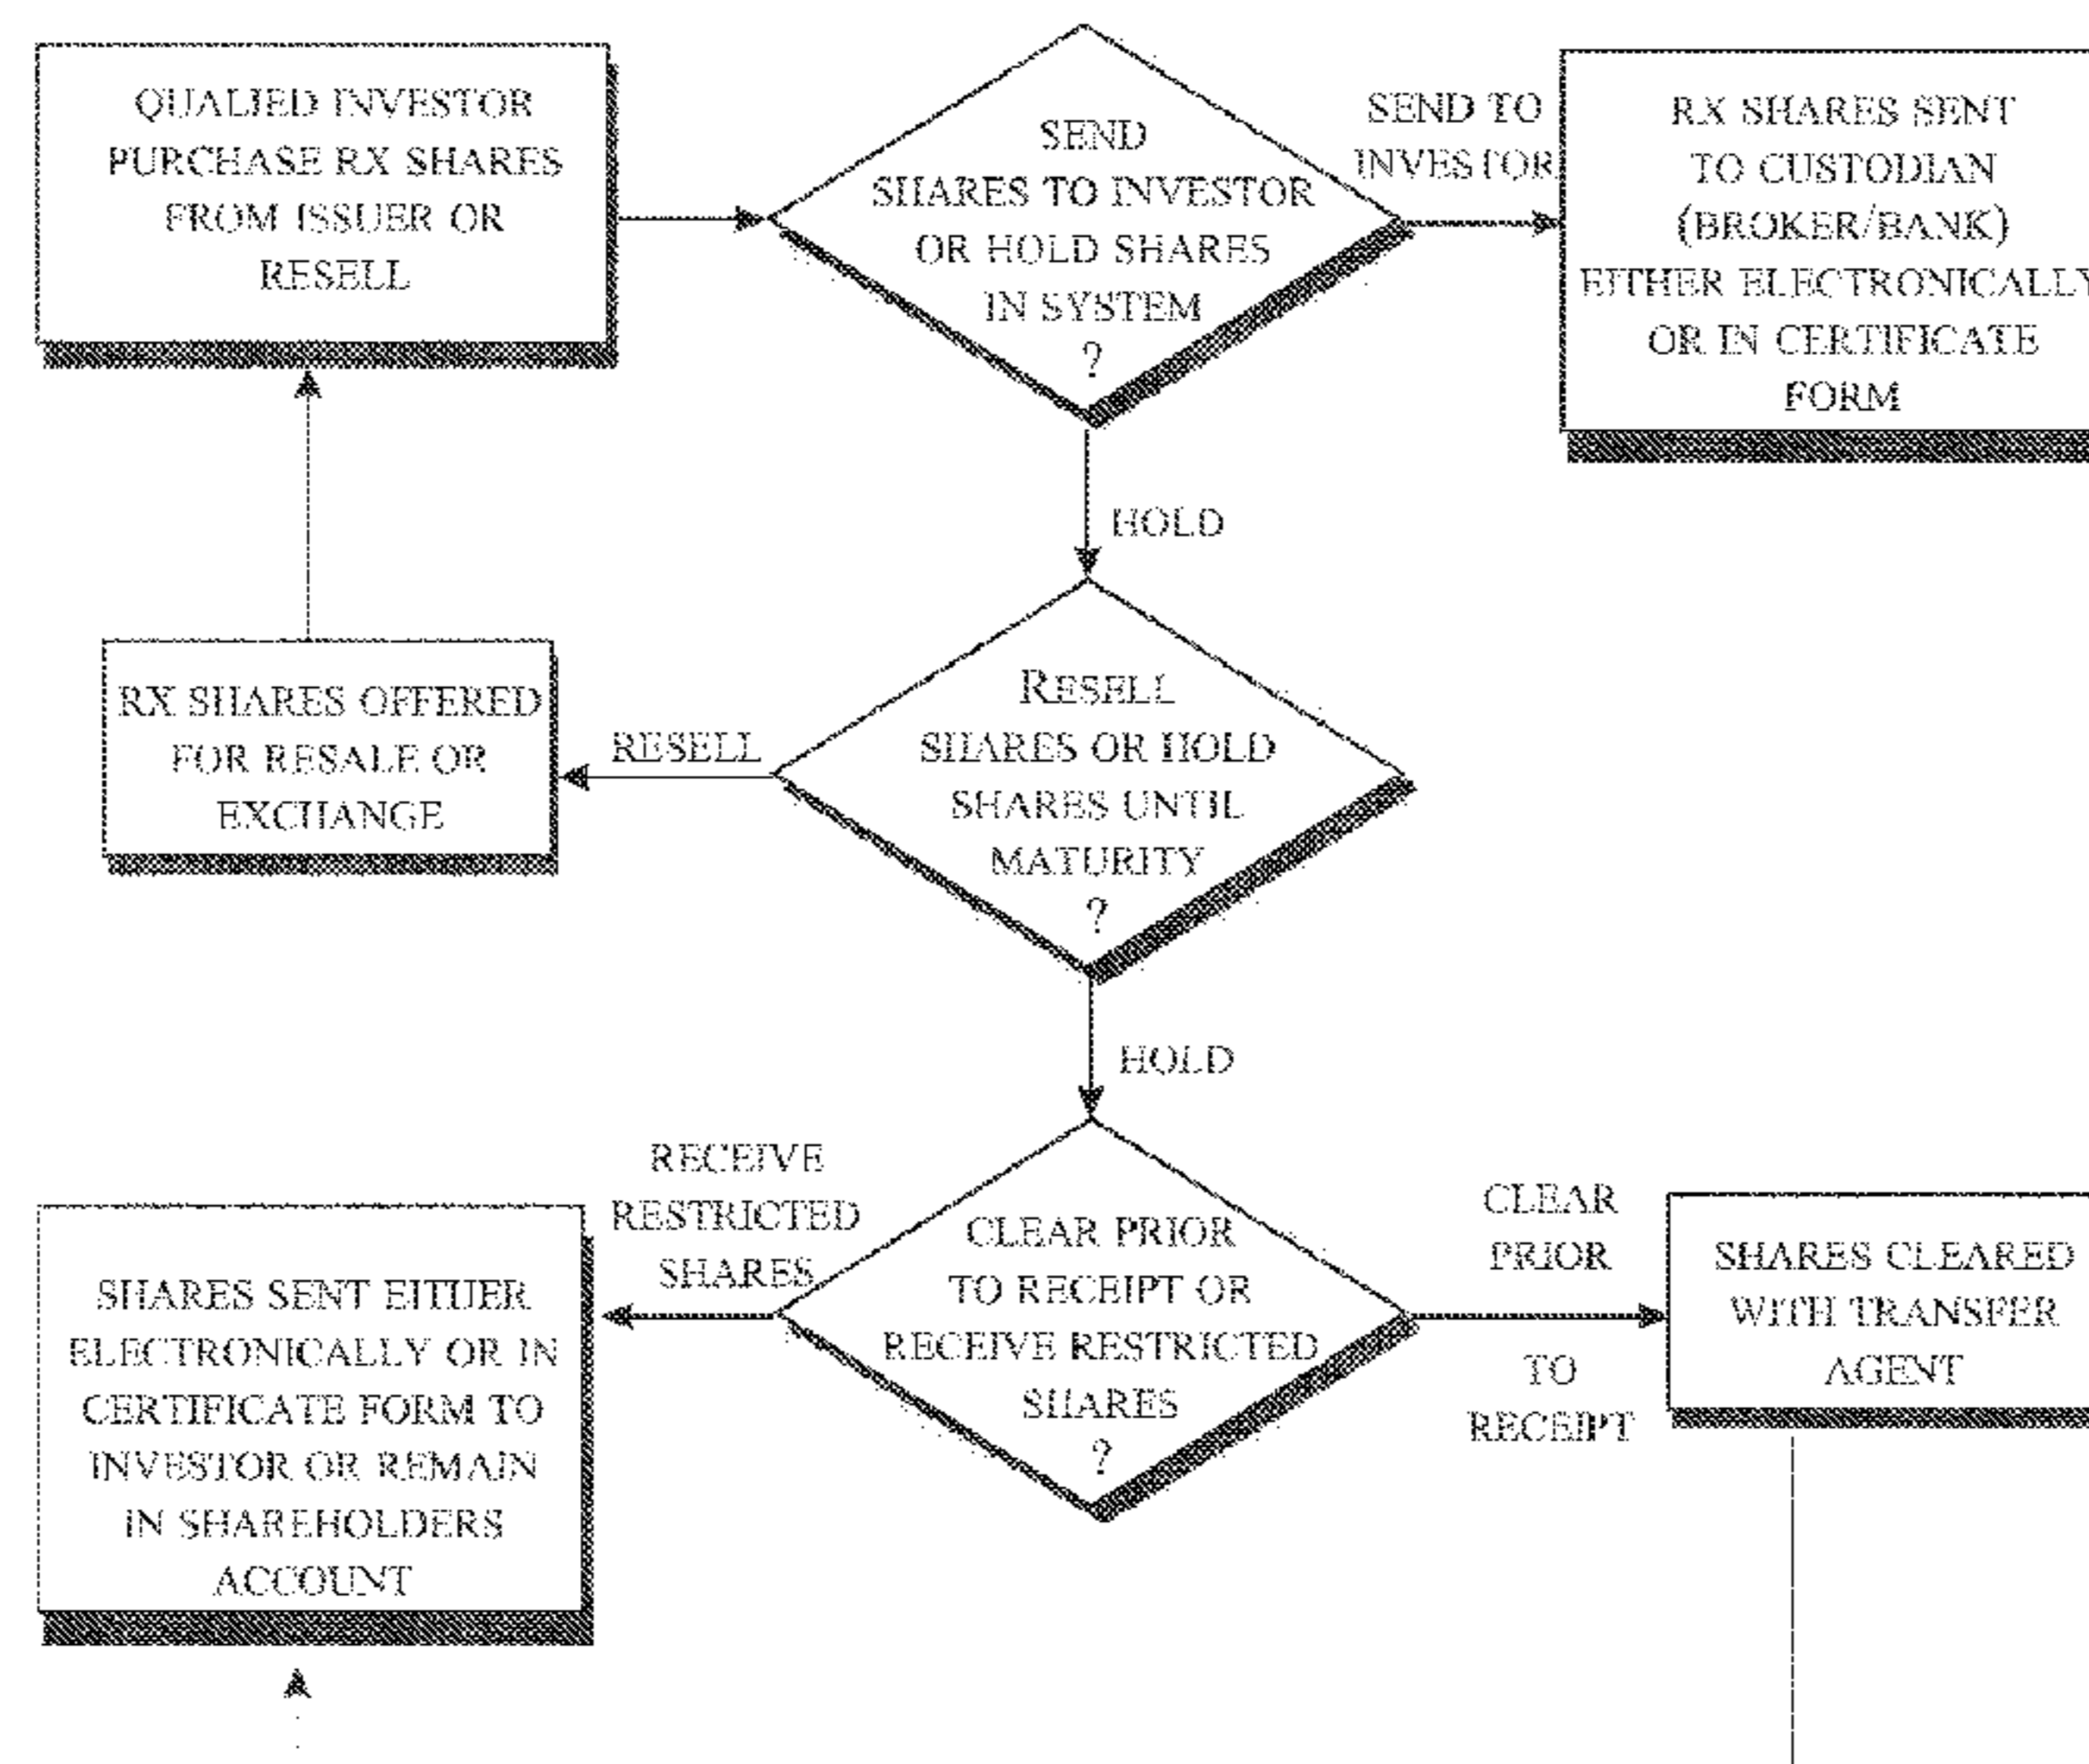 QUALIED INVESTOR
PURCHASE RX SHARES
FROM ISSUER OR
RESELL
SEND
SHARES TO INVESTOR
OR HOLD SHARES
IN SYSTEM
?
SEND TO
INVESTOR
RX SHARES SENT
TO CUSTODIAN
(BROKER/BANK)
EITHER ELECTRONICALLY
OR IN CERTIFICATE
FORM
HOLD
RX SHARES OFFERED
FOR RESALE OR
EXCHANGE
RESELL
RESELL
SHARES OR HOLD
SHARES UNTIL
MATURITY
?
HOLD
SHARES SENT EITHER
ELECTRONICALLY OR IN
CERTIFICATE FORM TO
INVESTOR OR REMAIN
IN SHAREHOLDERS
ACCOUNT
RECEIVE
RESTRICTED
SHARES
CLEAR PRIOR
TO RECEIPT OR
RECEIVE RESTRICTED
SHARES
?
CLEAR
PRIOR
TO
RECEIPT
SHARES CLEARED
WITH TRANSFER
AGENT